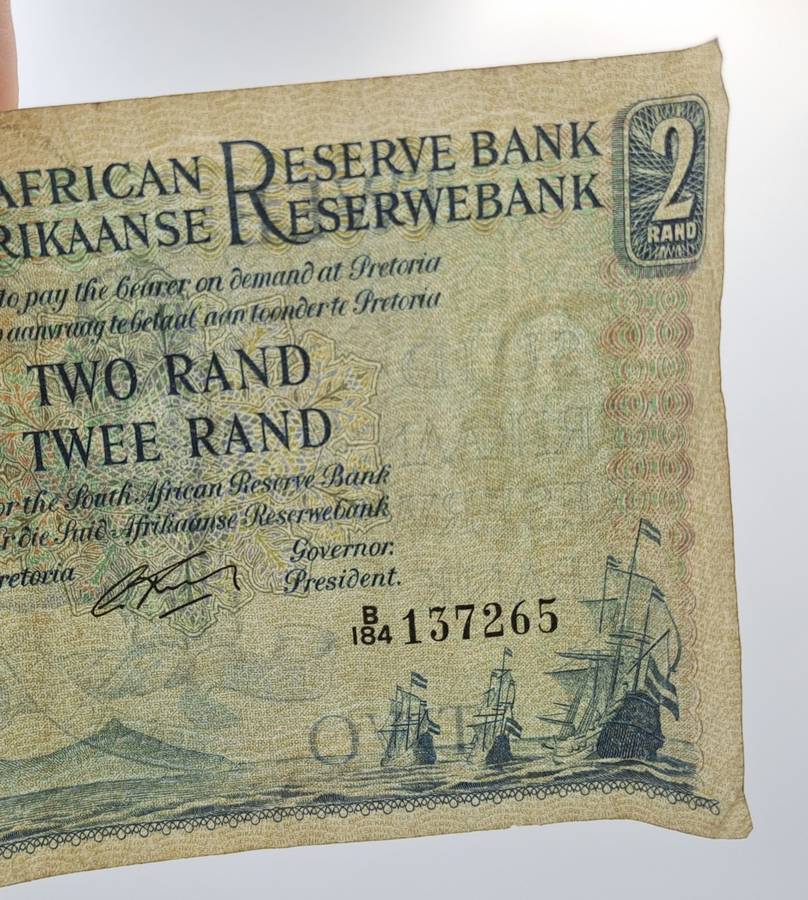 AFRICAN RESERVE BANK
RIKAANSE RESERWEBANK
2
RAND
to pay the bearer on demand at Pretoria
aanvraag te betaal aan toonder te Pretoria
TWO RAND
TWEE RAND
or the South African Reserve Bank
r die Suid-Afrikaanse Reserwebank
retoria
Governor.
President.
B
184 137265
TWO